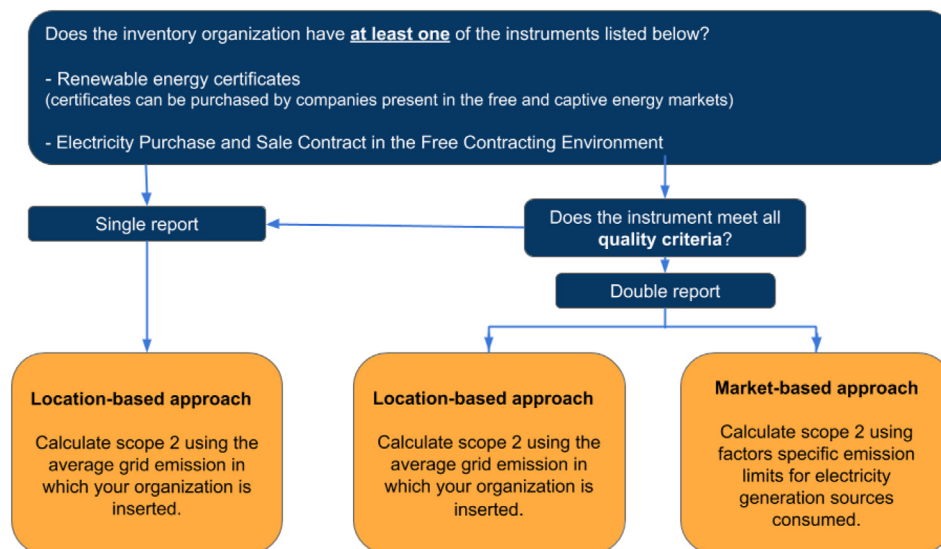 Does the inventory organization have at least one of the instruments listed below?
- Renewable energy certificates
(certificates can be purchased by companies present in the free and captive energy markets)
- Electricity Purchase and Sale Contract in the Free Contracting Environment
Single report
Does the instrument meet all
quality criteria?
Double report
Location-based approach
Calculate scope 2 using the
average grid emission in
which your organization is
inserted.
Location-based approach
Calculate scope 2 using the
average grid emission in
which your organization is
inserted.
Market-based approach
Calculate scope 2 using
factors specific emission
limits for electricity
generation sources
consumed.